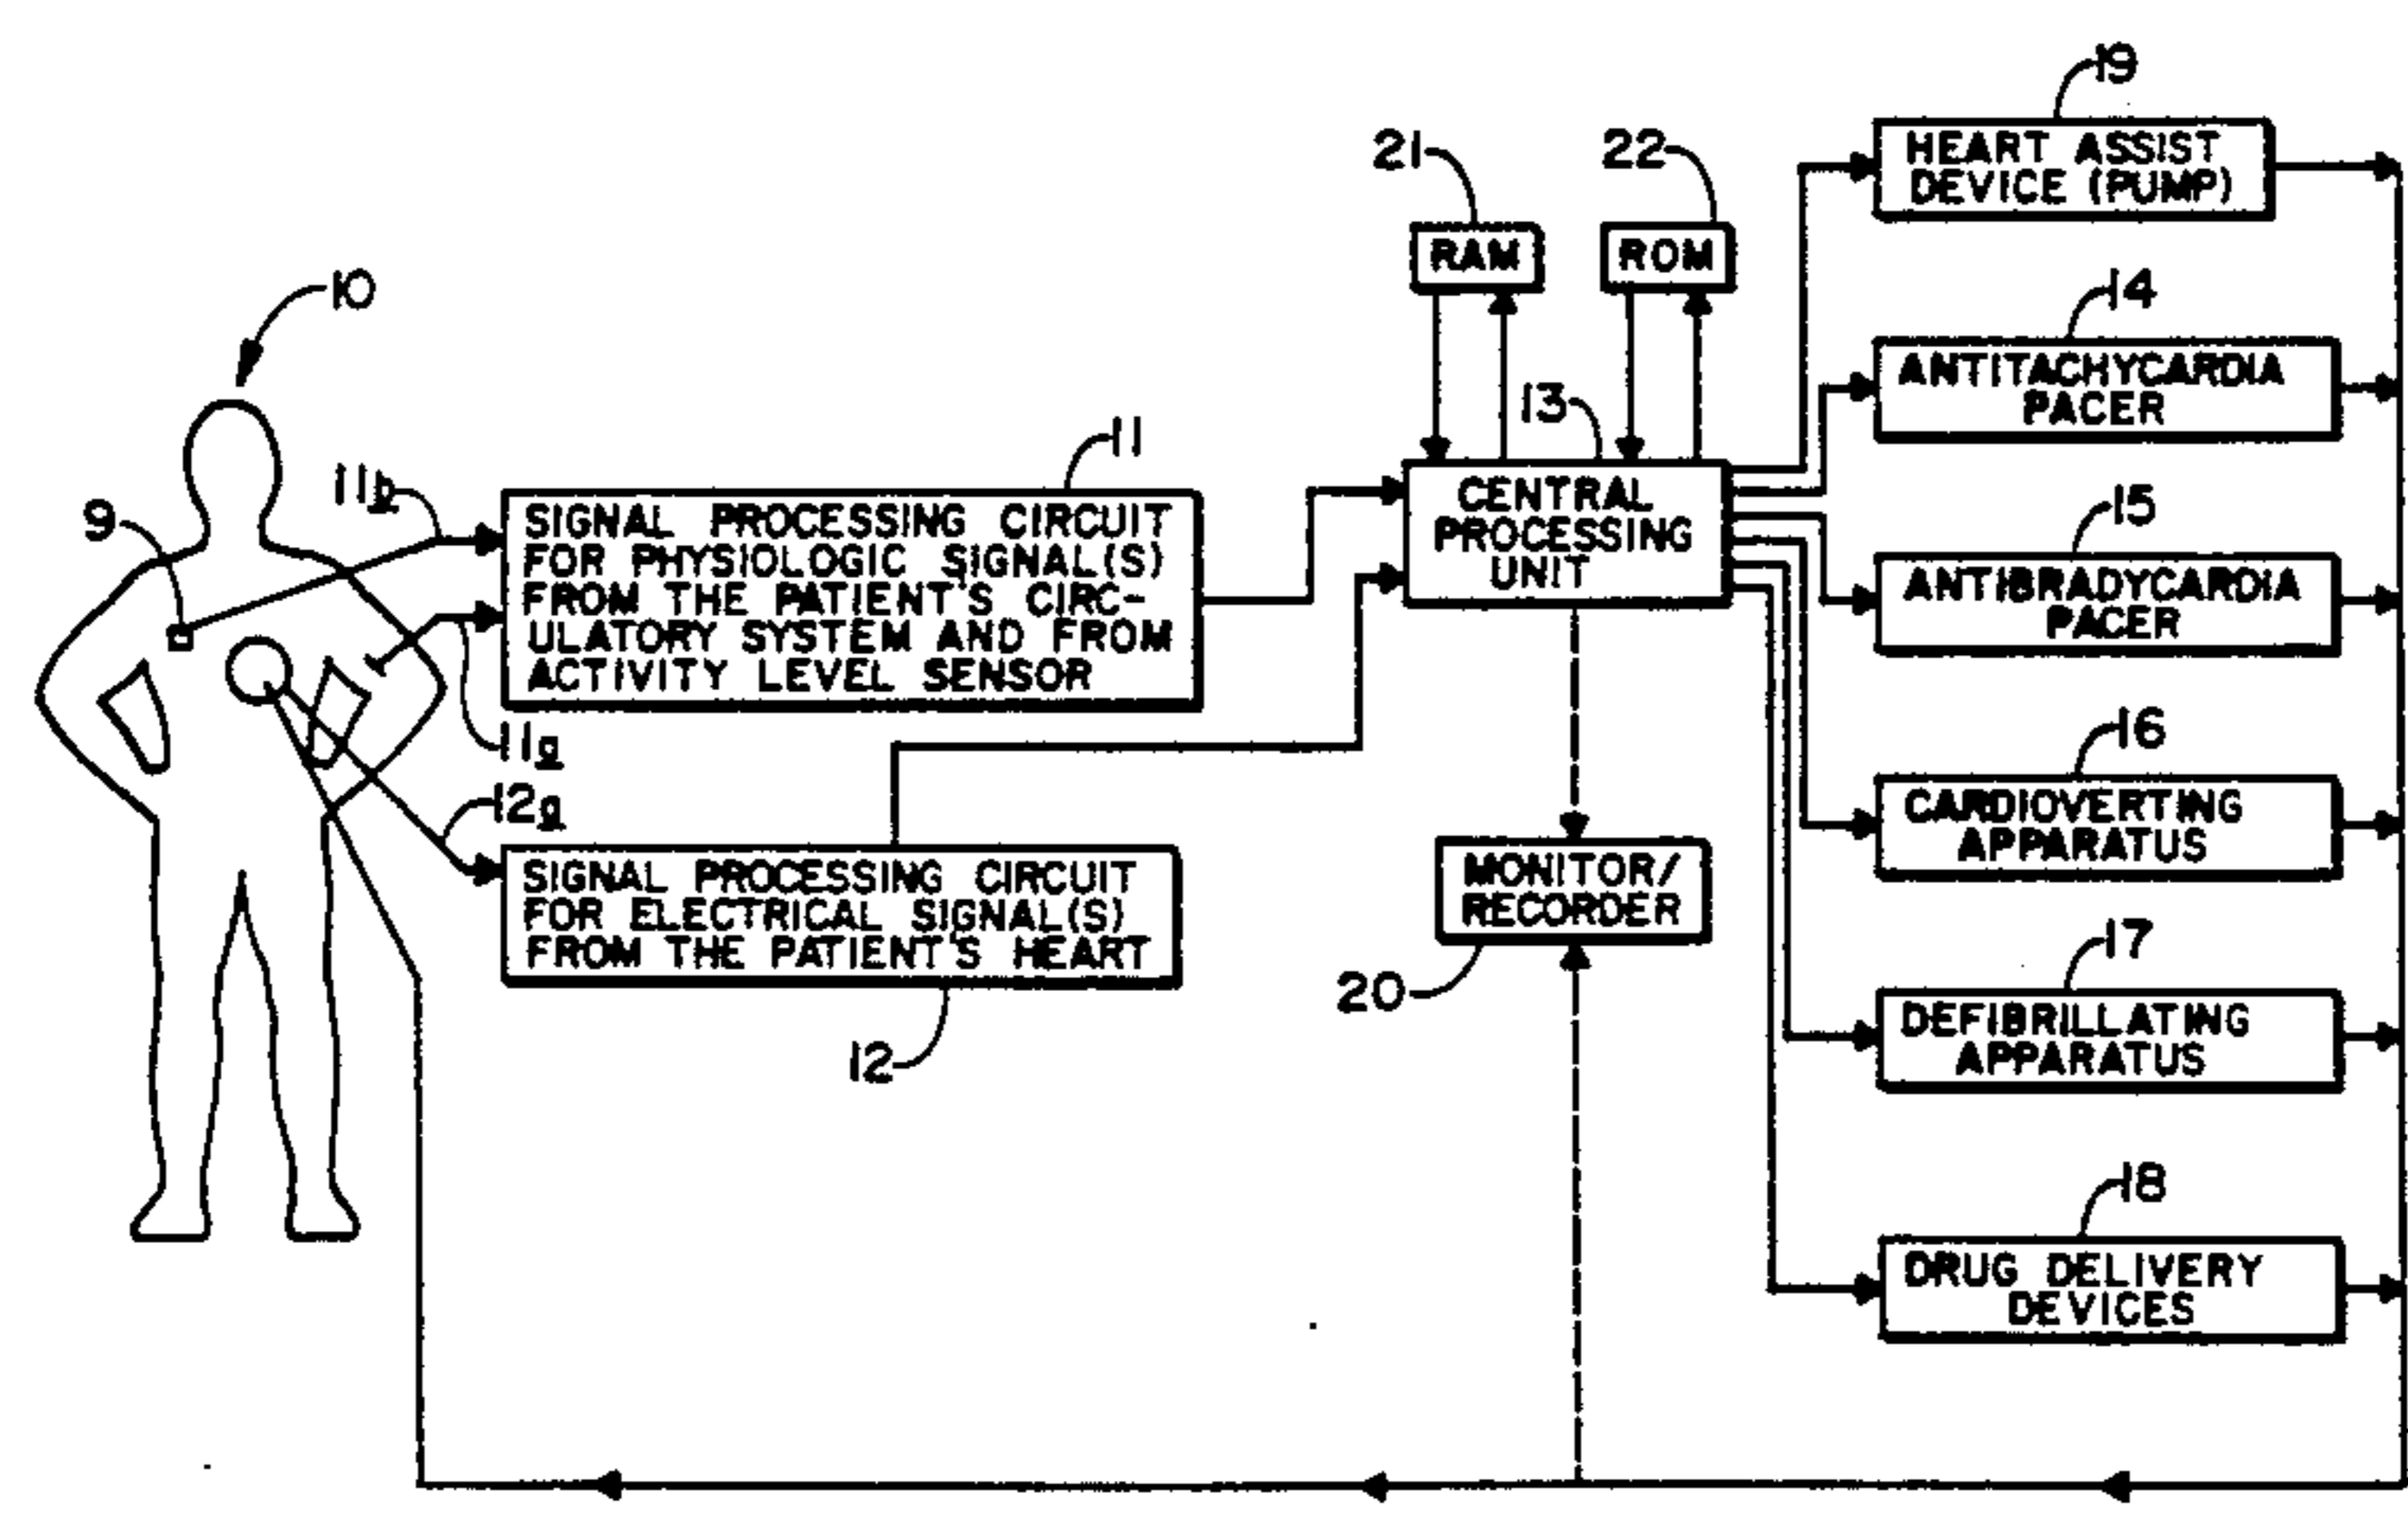 19
HEART ASSIST
DEVICE (PUMP)
21
22
RAM
ROM
10
14
ANTITACHYCARDIA
PACER
13
CENTRAL
PROCESSING
UNIT
11
11b
9
SIGNAL PROCESSING CIRCUIT
FOR PHYSIOLOGIC SIGNAL(S)
FROM THE PATIENT'S CIRC-
ULATORY SYSTEM AND FROM
ACTIVITY LEVEL SENSOR
15
ANTIBRADYCARDIA
PACER
11a
12a
SIGNAL PROCESSING CIRCUIT
FOR ELECTRICAL SIGNAL(S)
FROM THE PATIENT'S HEART
12
MONITOR/
RECORDER
20
16
CARDIOVERTING
APPARATUS
17
DEFIBRILLATING
APPARATUS
18
DRUG DELIVERY
DEVICES